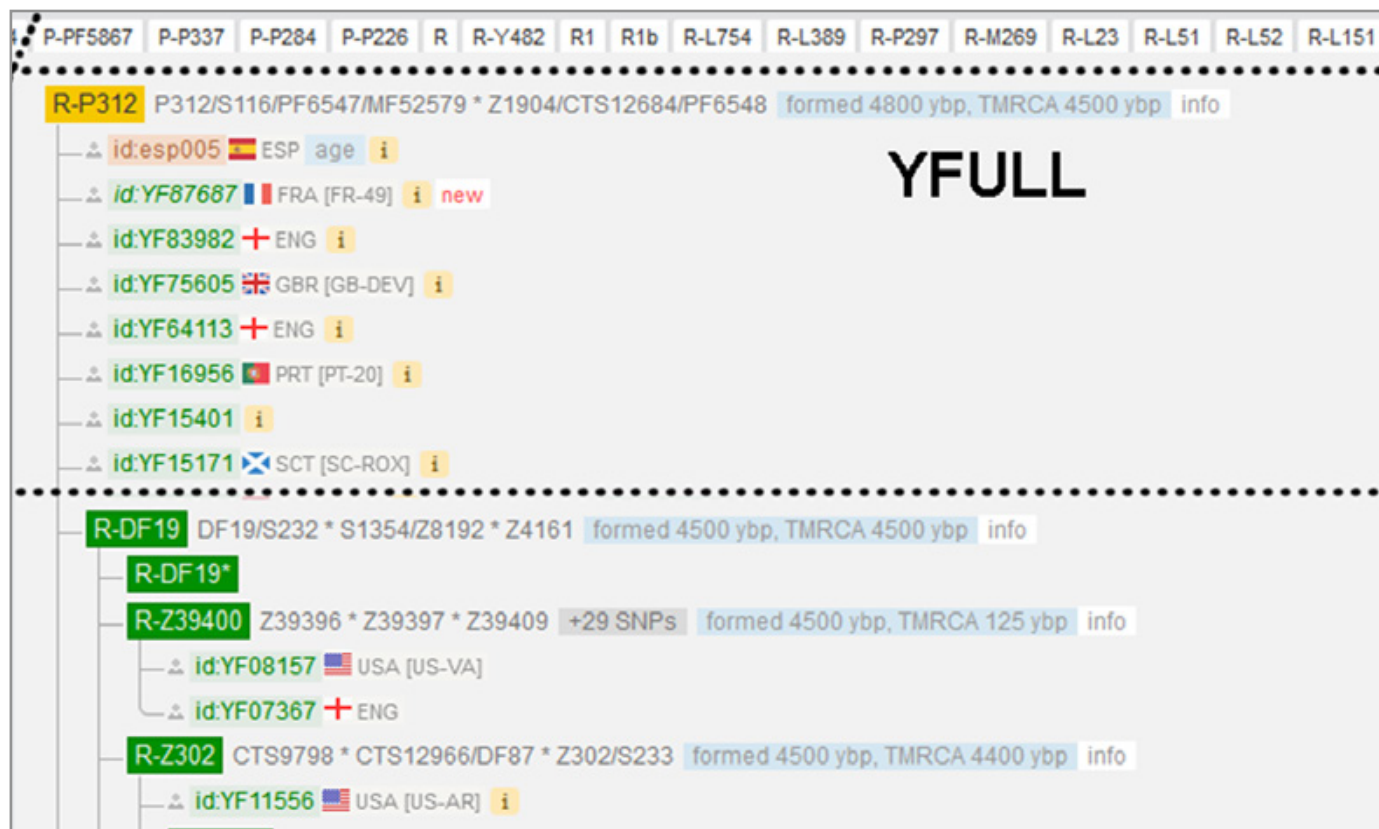 P-PF5867 P-P337 P-P284 P-P226 R R-Y482 R1 R1b R-L754 R-L389 R-P297 R-M269 R-L23 R-L51 R-L52 R-L151
R-P312 P312/S116/PF6547/MF52579 * Z1904/CTS12684/PF6548 formed 4800 ybp, TMRCA 4500 ybp info
id:esp005 ESP age i
YFULL
id:YF87687 FRA [FR-49] i new
id:YF83982 ENG i
id:YF75605 GBR [GB-DEV] i
id:YF64113 ENG i
id:YF16956 PRT [PT-20] i
id:YF15401 i
id:YF15171 SCT [SC-ROX] i
R-DF19 DF19/S232 * S1354/Z8192 * Z4161 formed 4500 ybp, TMRCA 4500 ybp info
R-DF19*
R-Z39400 Z39396 * Z39397 * Z39409 +29 SNPs formed 4500 ybp, TMRCA 125 ybp info
id:YF08157 USA [US-VA]
id:YF07367 ENG
R-Z302 CTS9798 * CTS12966/DF87 * Z302/S233 formed 4500 ybp, TMRCA 4400 ybp info
id:YF11556 USA [US-AR] i